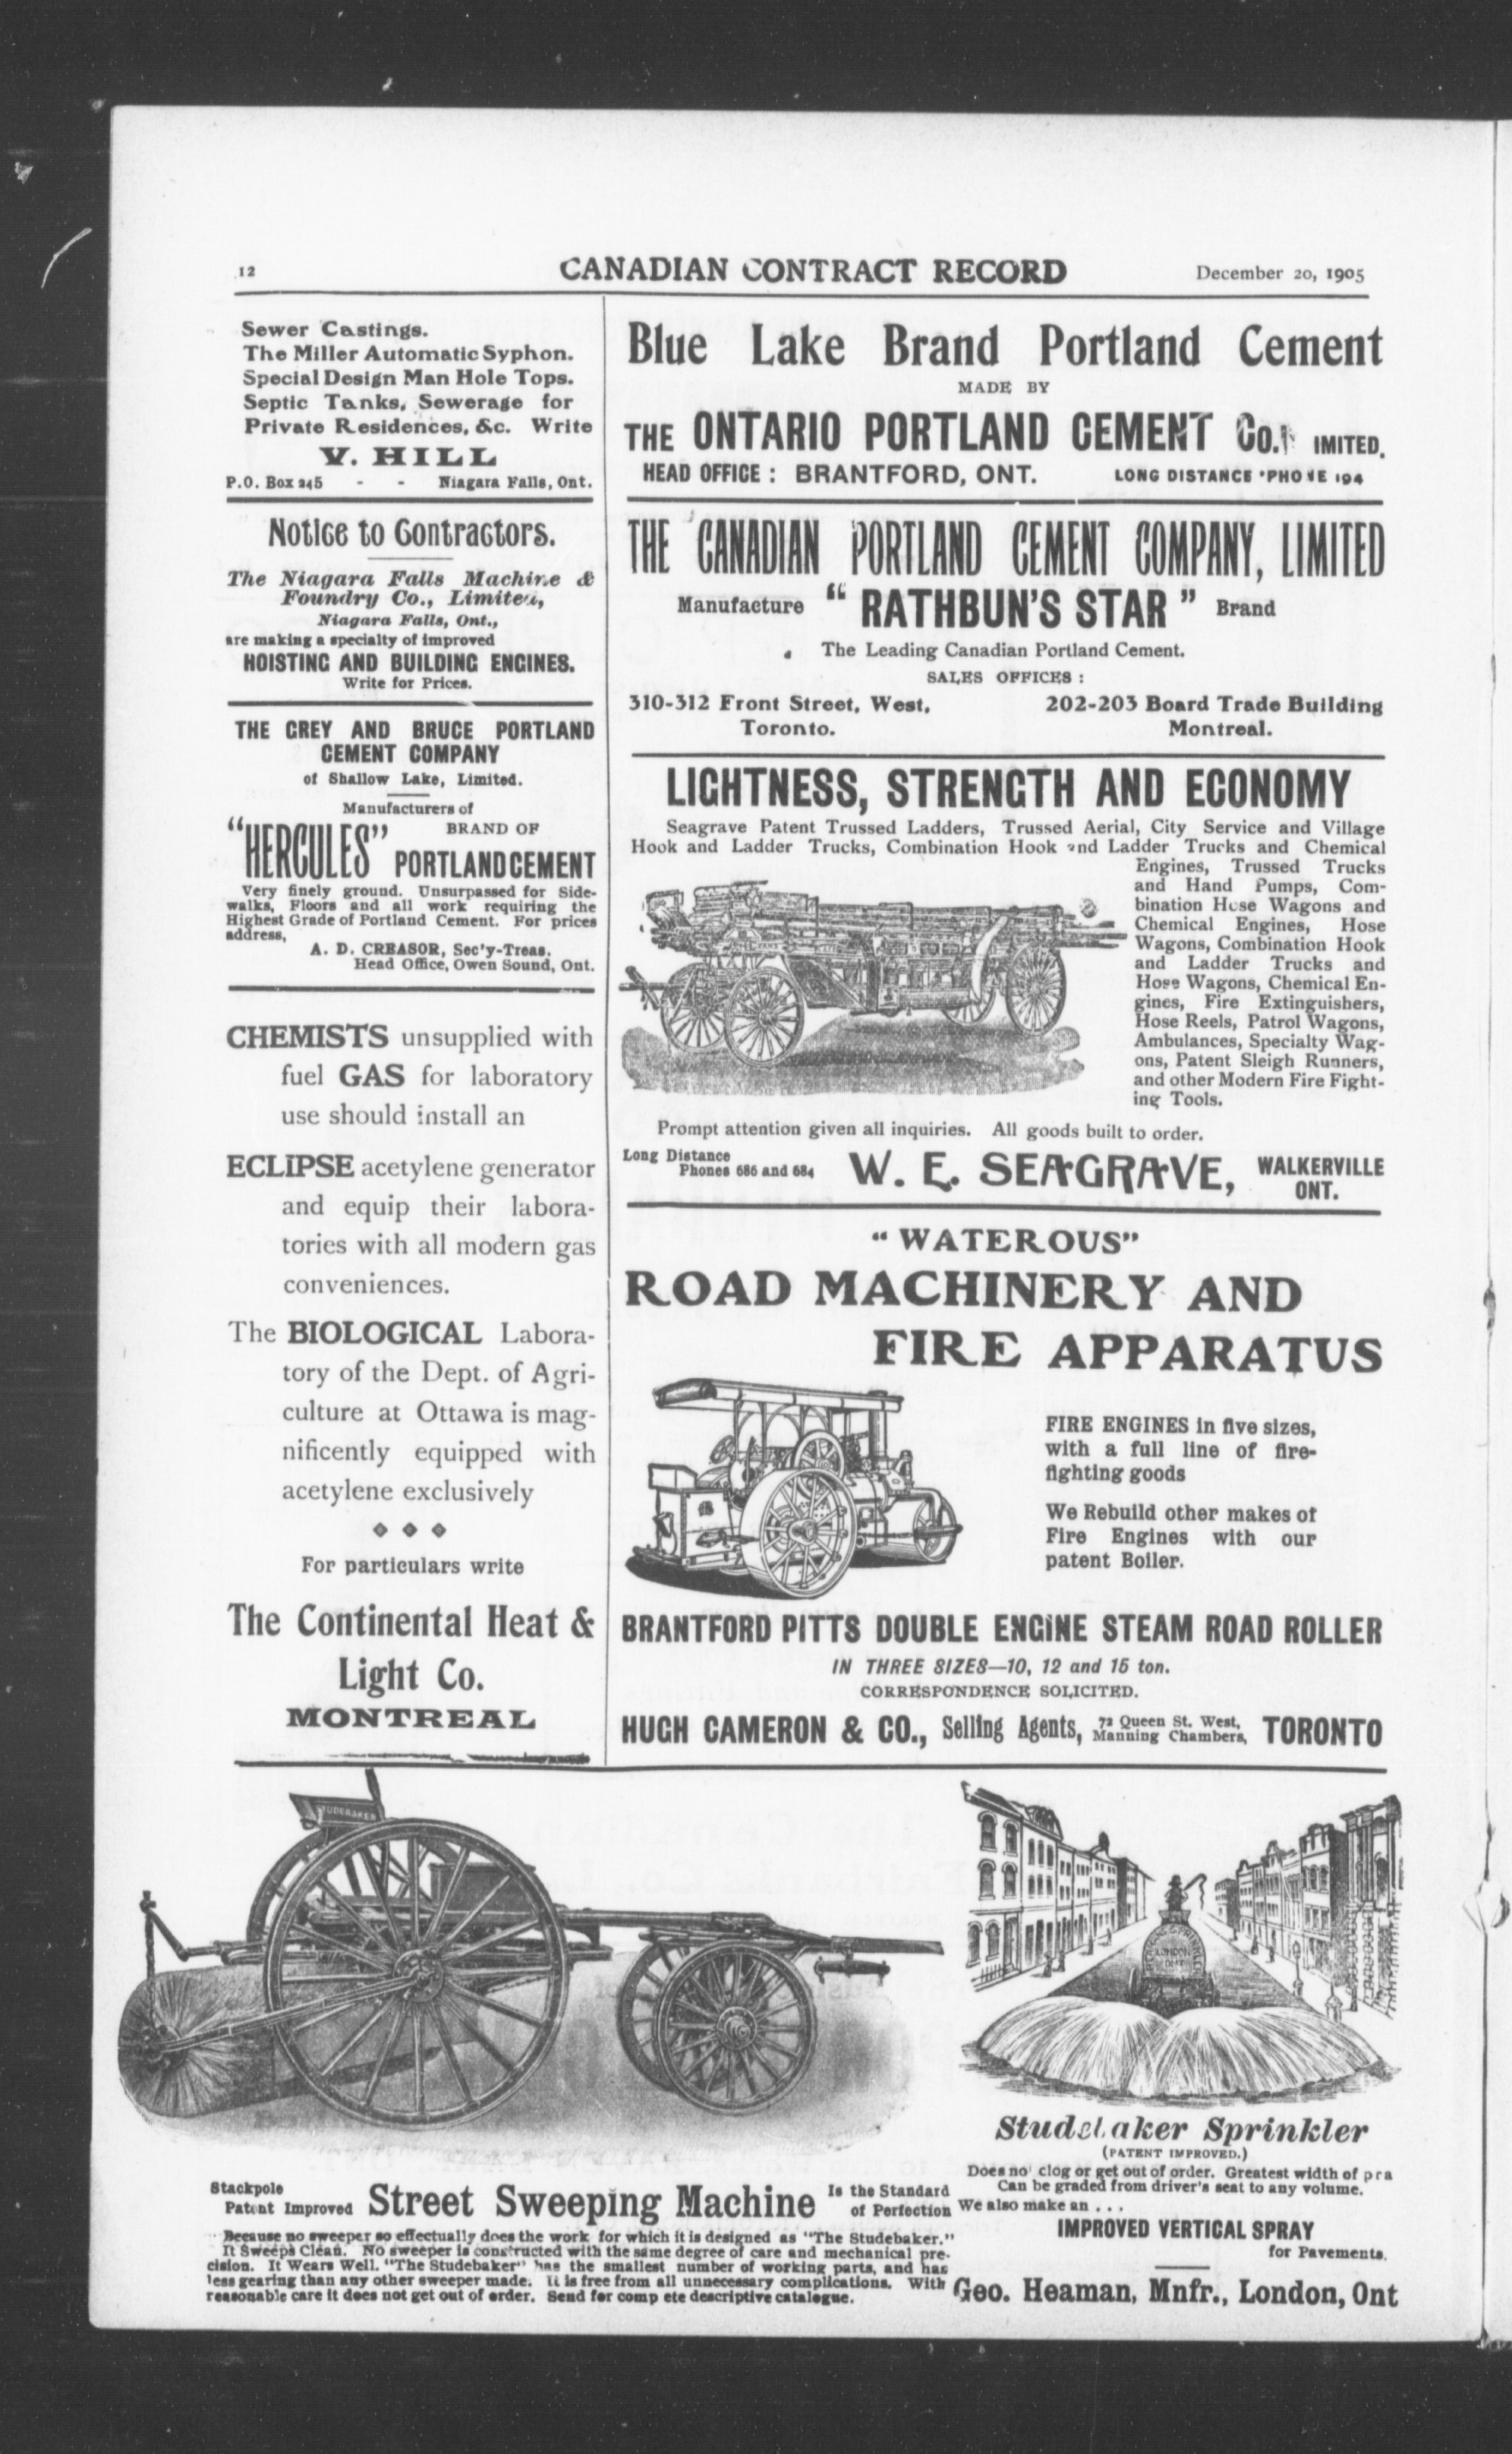 12
CANADIAN CONTRACT RECORD
December 20, 1905
Sewer Castings.
The Miller Automatic Syphon.
Special Design Man Hole Tops.
Septic Tanks, Sewerage for
Private Residences, &c. Write
V. HILL
P.O. Box 245 - - Niagara Falls, Ont.
Notice to Contractors.
The Niagara Falls Machine &
Foundry Co., Limited,
Niagara Falls, Ont.,
are making a specialty of improved
HOISTING AND BUILDING ENGINES.
Write for Prices.
THE GREY AND BRUCE PORTLAND
CEMENT COMPANY
of Shallow Lake, Limited.
Manufacturers of
"HERCULES" BRAND OF
PORTLAND CEMENT
Very finely ground. Unsurpassed for Side-
walks, Floors and all work requiring the
Highest Grade of Portland Cement. For prices
address,
A. D. CREASOR, Sec'y-Treas.
Head Office, Owen Sound, Ont.
CHEMISTS unsupplied with
fuel GAS for laboratory
use should install an
ECLIPSE acetylene generator
and equip their labora-
tories with all modern gas
conveniences.
The BIOLOGICAL Labora-
tory of the Dept. of Agri-
culture at Ottawa is mag-
nificently equipped with
acetylene exclusively
For particulars write
The Continental Heat &
Light Co.
MONTREAL
Blue Lake Brand Portland Cement
MADE BY
THE ONTARIO PORTLAND CEMENT Co. IMITED.
HEAD OFFICE : BRANTFORD, ONT. LONG DISTANCE 'PHONE 194
THE CANADIAN PORTLAND CEMENT COMPANY, LIMITED
Manufacture "RATHBUN'S STAR" Brand
The Leading Canadian Portland Cement.
SALES OFFICES :
310-312 Front Street, West, 202-203 Board Trade Building
Toronto. Montreal.
LIGHTNESS, STRENGTH AND ECONOMY
Seagrave Patent Trussed Ladders, Trussed Aerial, City Service and Village
Hook and Ladder Trucks, Combination Hook and Ladder Trucks and Chemical
Engines, Trussed Trucks
and Hand Pumps, Com-
bination Hose Wagons and
Chemical Engines, Hose
Wagons, Combination Hook
and Ladder Trucks and
Hose Wagons, Chemical En-
gines, Fire Extinguishers,
Hose Reels, Patrol Wagons,
Ambulances, Specialty Wag-
ons, Patent Sleigh Runners,
and other Modern Fire Fight-
ing Tools.
Prompt attention given all inquiries. All goods built to order.
Long Distance
Phones 686 and 684
W. E. SEAGRAVE, WALKERVILLE
ONT.
"WATEROUS"
ROAD MACHINERY AND
FIRE APPARATUS
FIRE ENGINES in five sizes,
with a full line of fire-
fighting goods
We Rebuild other makes of
Fire Engines with our
patent Boiler.
BRANTFORD PITTS DOUBLE ENGINE STEAM ROAD ROLLER
IN THREE SIZES—10, 12 and 15 ton.
CORRESPONDENCE SOLICITED.
HUGH CAMERON & CO., Selling Agents, 72 Queen St. West, Manning Chambers, TORONTO
STUDEBAKER
LONDON
Stackpole
Patent Improved Street Sweeping Machine Is the Standard
of Perfection
Because no sweeper so effectually does the work for which it is designed as "The Studebaker."
It Sweeps Clean. No sweeper is constructed with the same degree of care and mechanical pre-
cision. It Wears Well. "The Studebaker" has the smallest number of working parts, and has
less gearing than any other sweeper made. It is free from all unnecessary complications. With
reasonable care it does not get out of order. Send for comp ete descriptive catalogue.
Studebaker Sprinkler
(PATENT IMPROVED.)
Does no' clog or get out of order. Greatest width of pra
Can be graded from driver's seat to any volume.
We also make an . . .
IMPROVED VERTICAL SPRAY
for Pavements.
Geo. Heaman, Mnfr., London, Ont